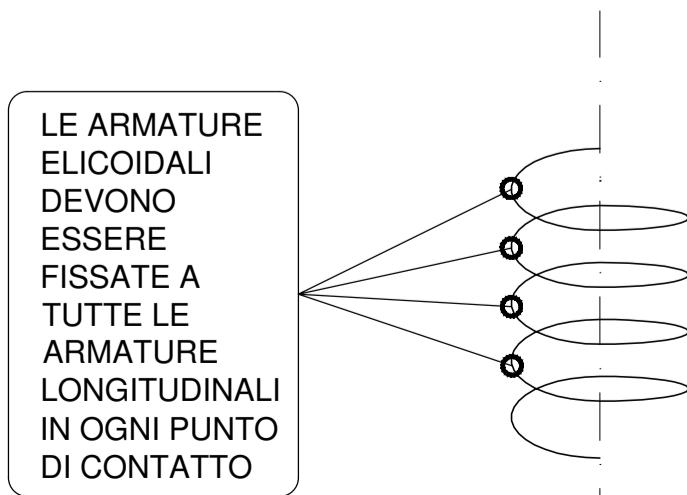 LE ARMATURE
ELICOIDALI
DEVONO
ESSERE
FISSATE A
TUTTE LE
ARMATURE
LONGITUDINALI
IN OGNI PUNTO
DI CONTATTO